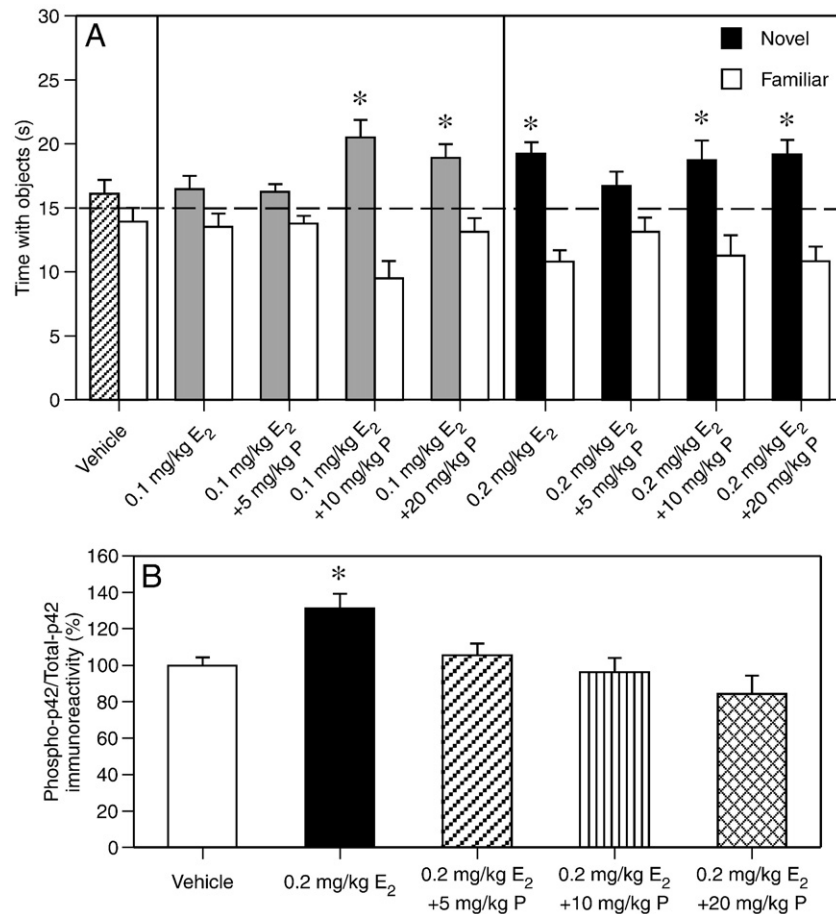 A
30
25
20
15
10
5
0
Time with objects (s)
Novel
Familiar
*
*
*
*
*
Vehicle
0.1 mg/kg E₂
0.1 mg/kg E₂
+5 mg/kg P
0.1 mg/kg E₂
+10 mg/kg P
0.1 mg/kg E₂
+20 mg/kg P
0.2 mg/kg E₂
0.2 mg/kg E₂
+5 mg/kg P
0.2 mg/kg E₂
+10 mg/kg P
0.2 mg/kg E₂
+20 mg/kg P
B
160
140
120
100
80
60
40
20
0
Phospho-p42/Total-p42
immunoreactivity (%)
*
Vehicle
0.2 mg/kg E₂
0.2 mg/kg E₂
+5 mg/kg P
0.2 mg/kg E₂
+10 mg/kg P
0.2 mg/kg E₂
+20 mg/kg P